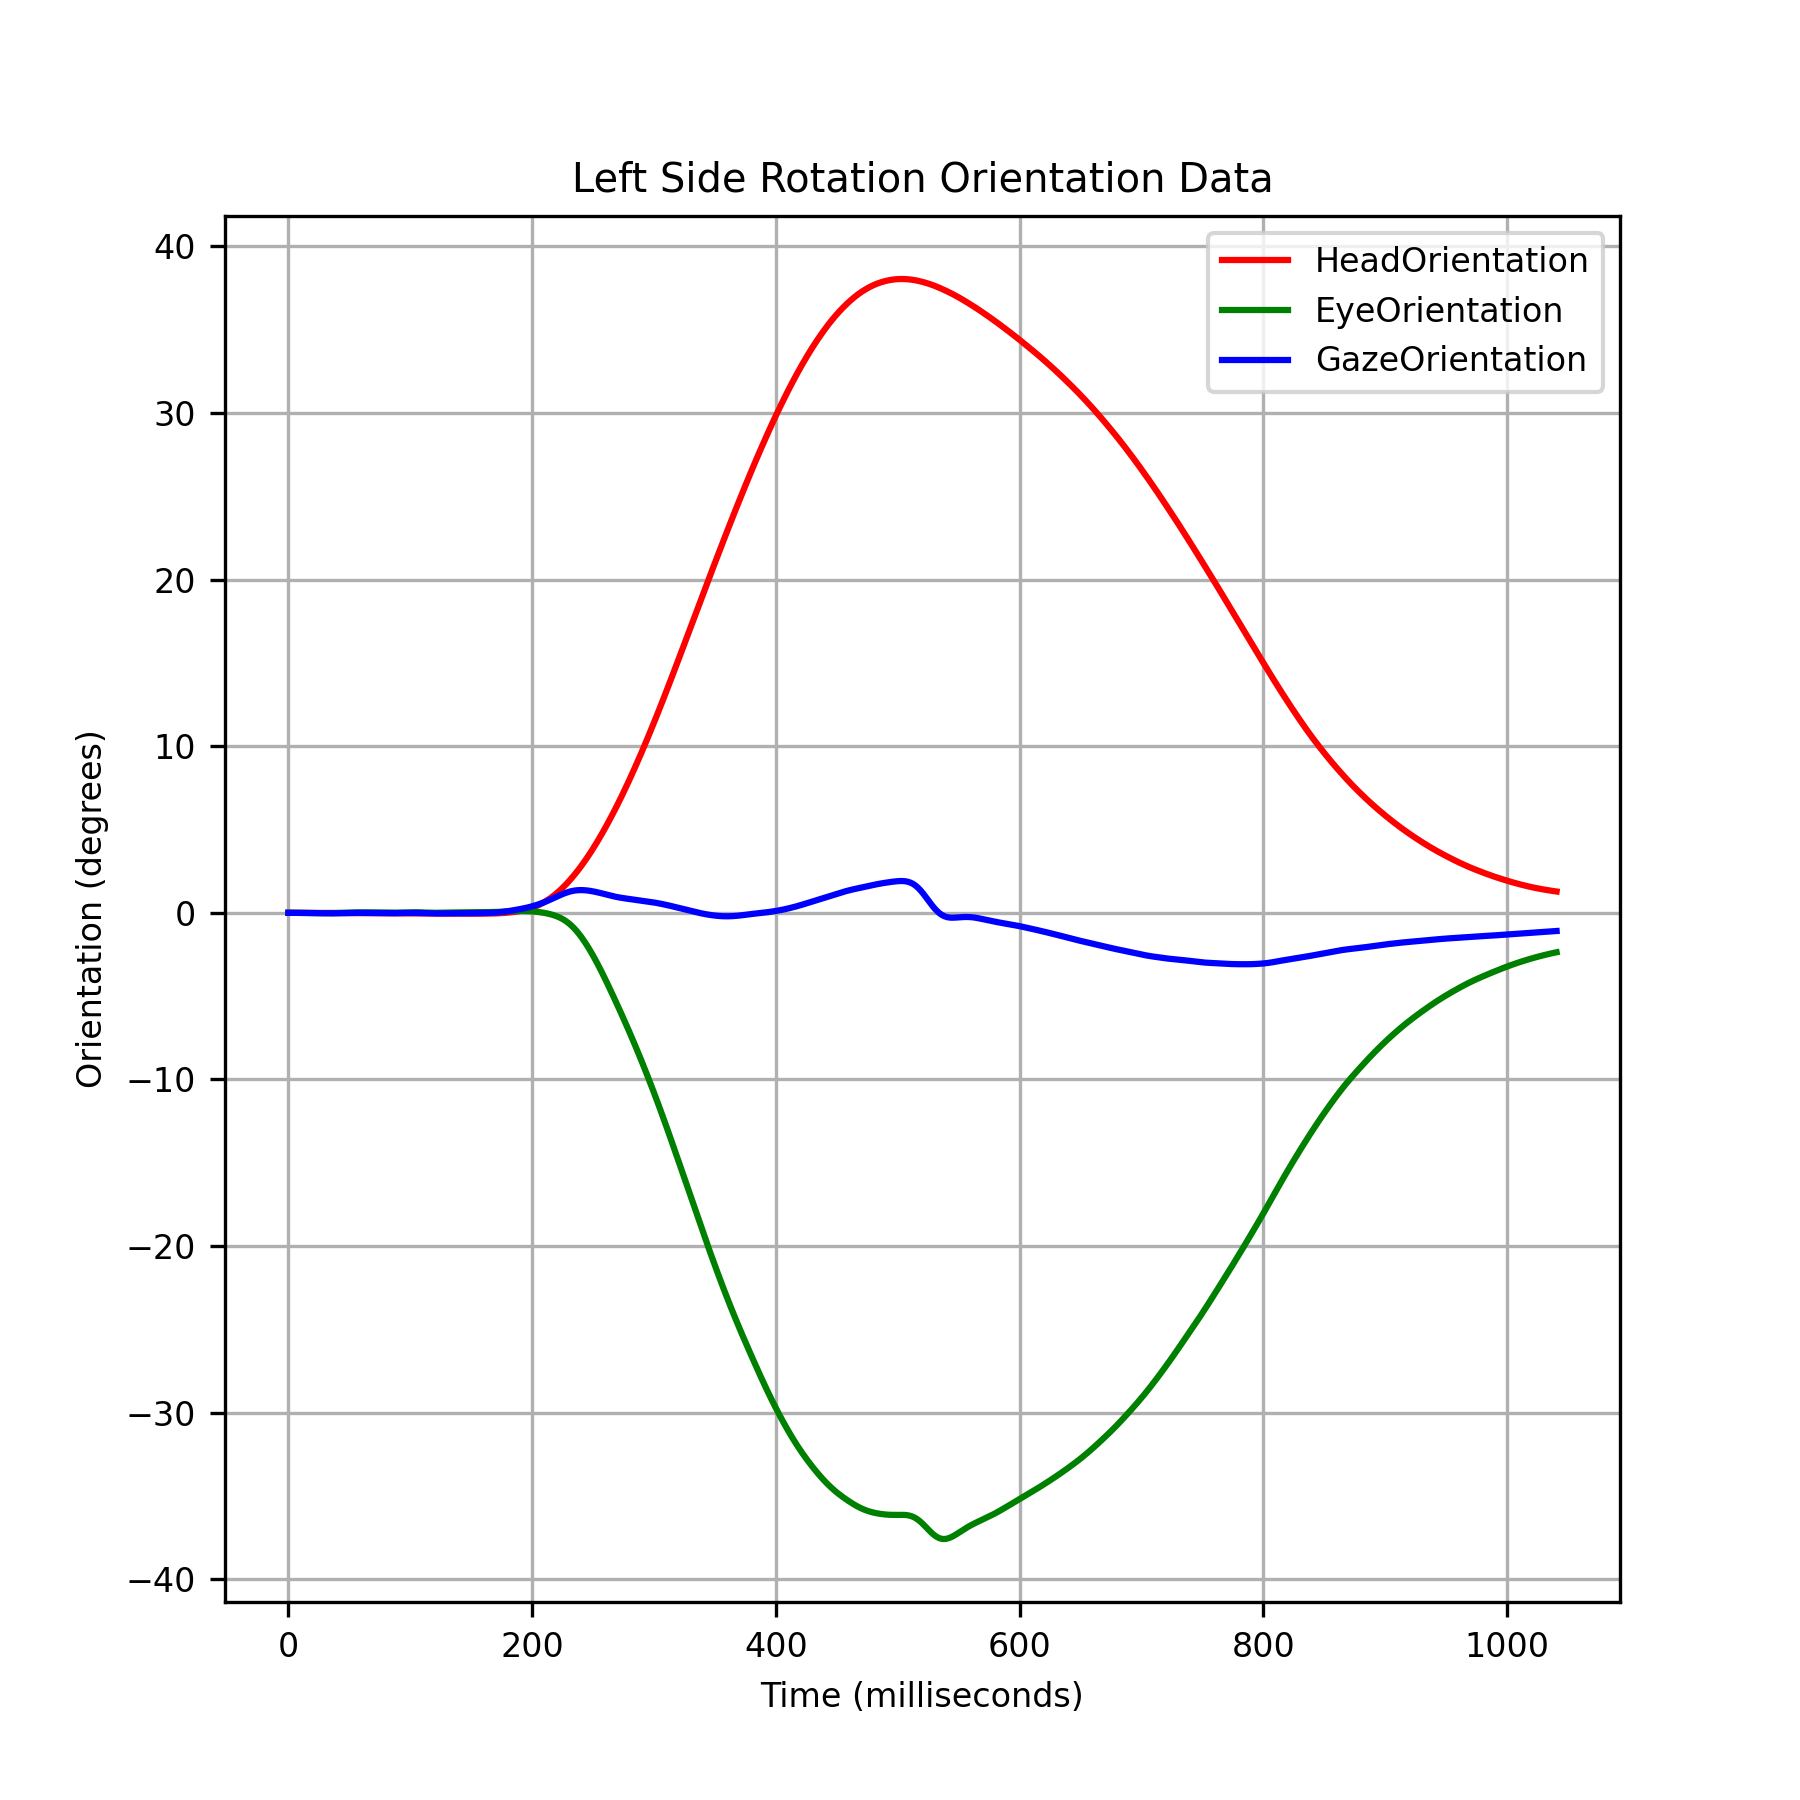 Left Side Rotation Orientation Data
HeadOrientation
EyeOrientation
GazeOrientation
Orientation (degrees)
40
30
20
10
0
−10
−20
−30
−40
0 200 400 600 800 1000
Time (milliseconds)